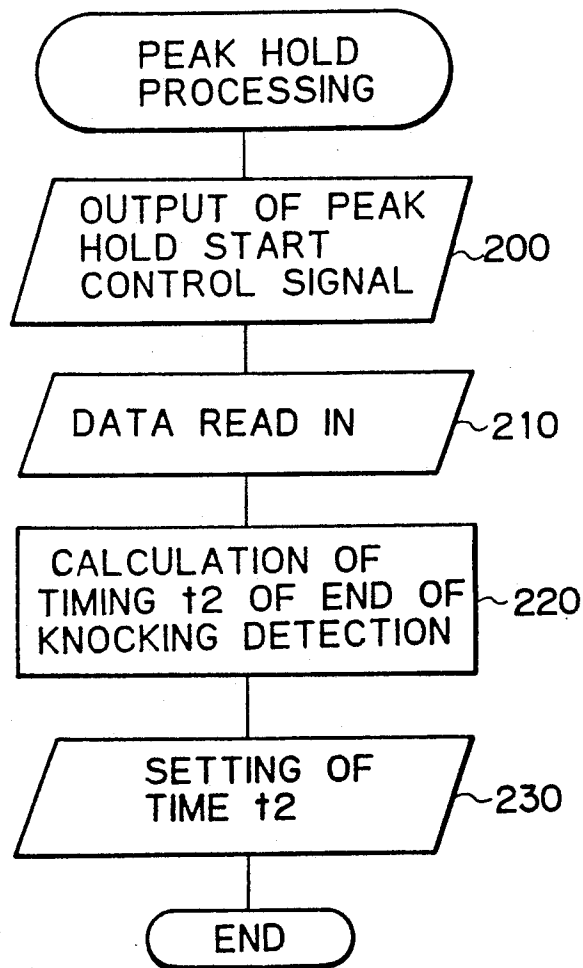 PEAK HOLD
PROCESSING
OUTPUT OF PEAK
HOLD START
CONTROL SIGNAL
200
DATA READ IN
210
CALCULATION OF
TIMING t2 OF END OF
KNOCKING DETECTION
220
SETTING OF
TIME t2
230
END